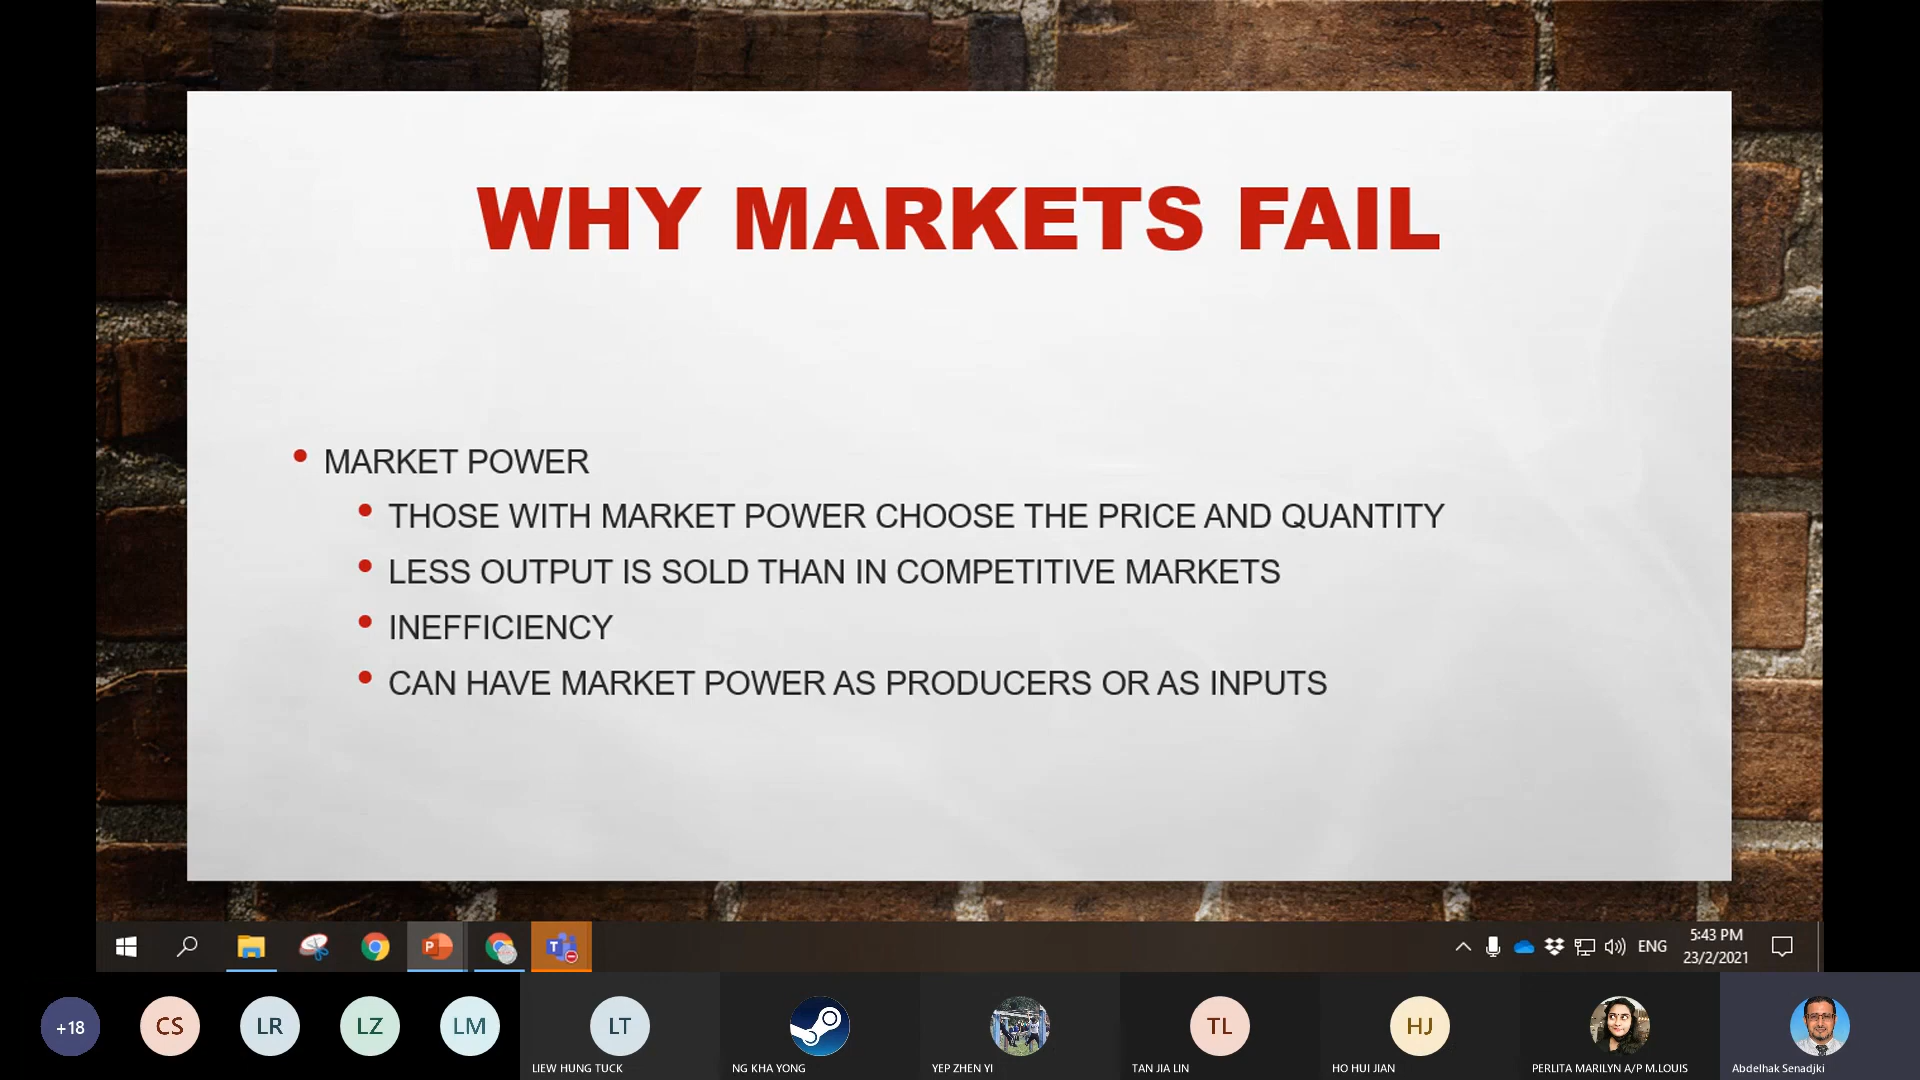 WHY MARKETS FAIL
MARKET POWER
THOSE WITH MARKET POWER CHOOSE THE PRICE AND QUANTITY
LESS OUTPUT IS SOLD THAN IN COMPETITIVE MARKETS
INEFFICIENCY
CAN HAVE MARKET POWER AS PRODUCERS OR AS INPUTS
P
T
ENG
5:43 PM
23/2/2021
+18
CS
LR
LZ
LM
LT
TL
HJ
LIEW HUNG TUCK
NG KHA YONG
YEP ZHEN YI
TAN JIA LIN
HO HUI JIAN
PERLITA MARILYN A/P M.LOUIS
Abdelhak Senadjki